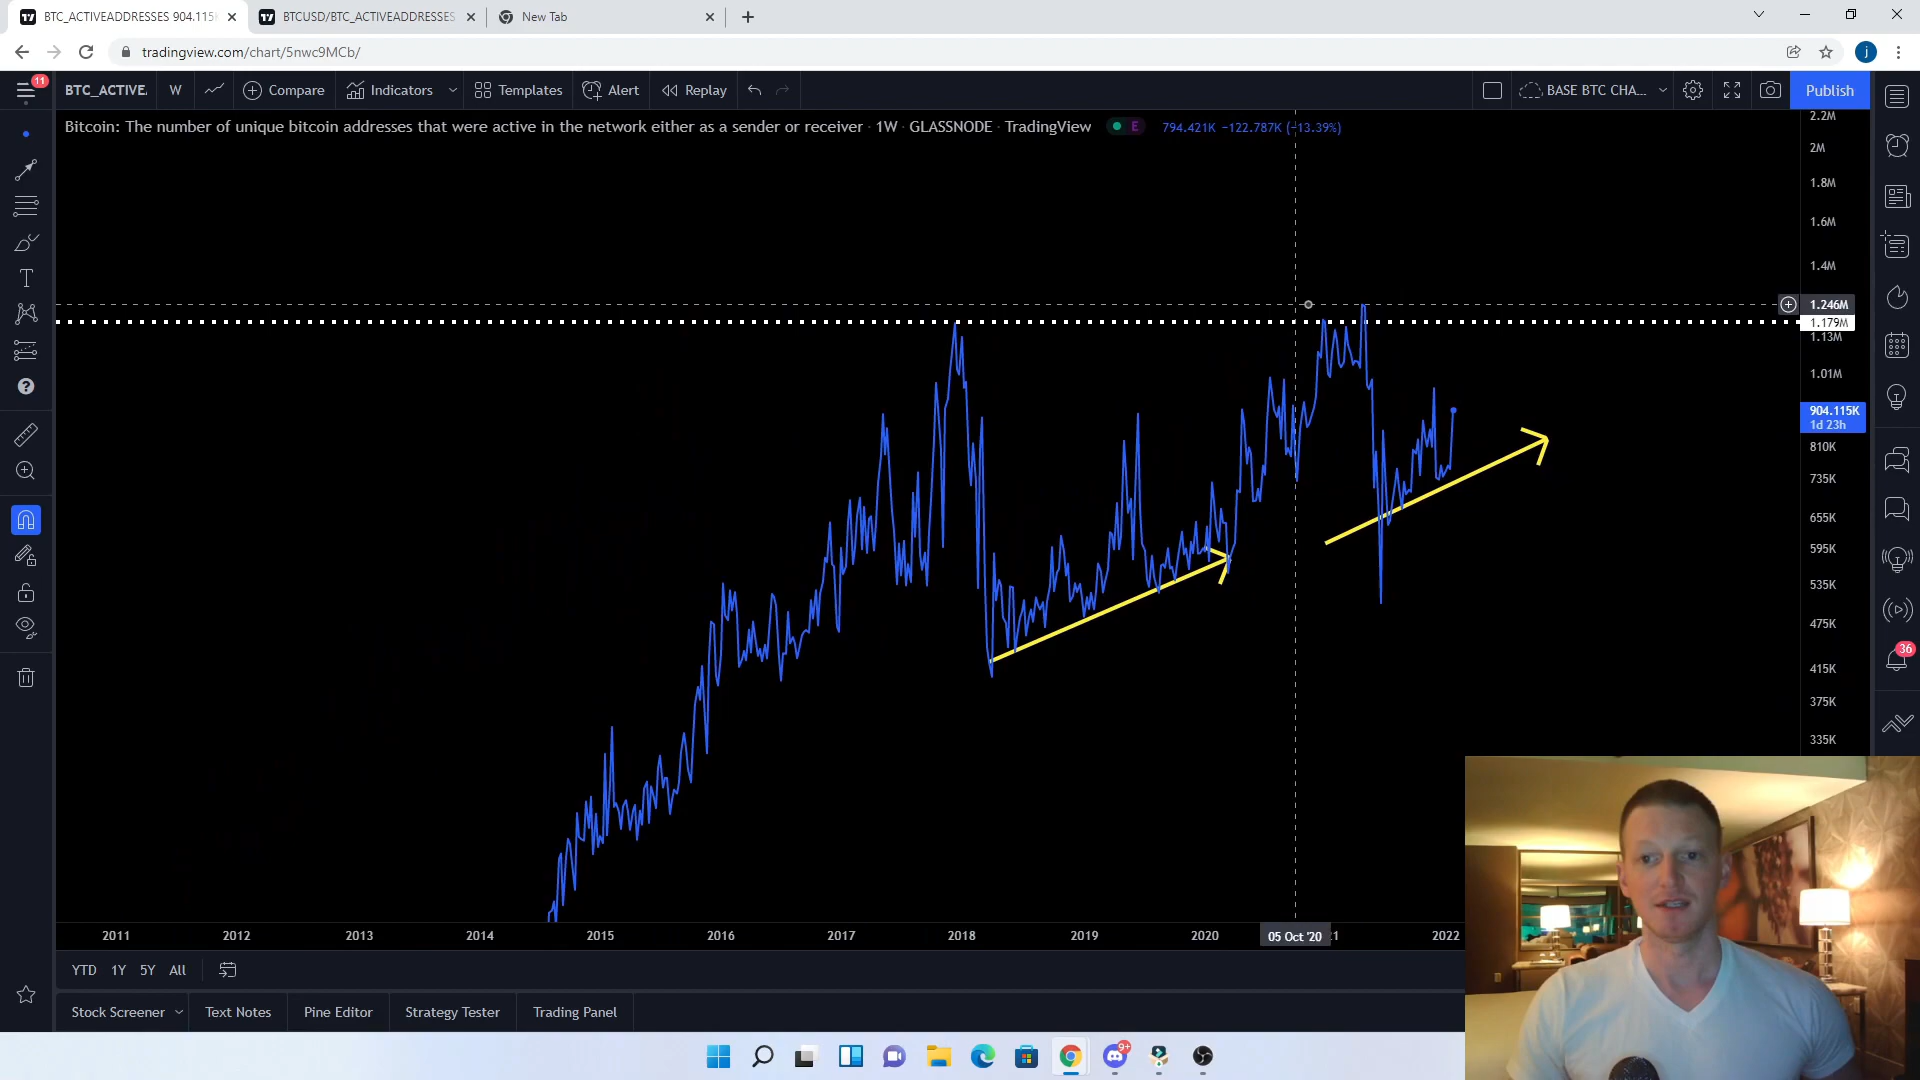 BTC_ACTIVEADDRESSES 904.115K
BTCUSD/BTC_ACTIVEADDRESSES
New Tab
tradingview.com/chart/5nwc9MCb/
j
11
BTC_ACTIVE.
W
Compare
Indicators
Templates
Alert
Replay
BASE BTC CHA...
Publish
Bitcoin: The number of unique bitcoin addresses that were active in the network either as a sender or receiver · 1W · GLASSNODE · TradingView
E
794.421K −122.787K (−13.39%)
2.2M
2M
1.8M
1.6M
1.4M
1.246M
1.179M
1.13M
1.01M
904.115K
1d 23h
810K
735K
655K
595K
535K
475K
415K
375K
335K
36
2011
2012
2013
2014
2015
2016
2017
2018
2019
2020
05 Oct '20
2022
YTD
1Y
5Y
All
Stock Screener
Text Notes
Pine Editor
Strategy Tester
Trading Panel
9+